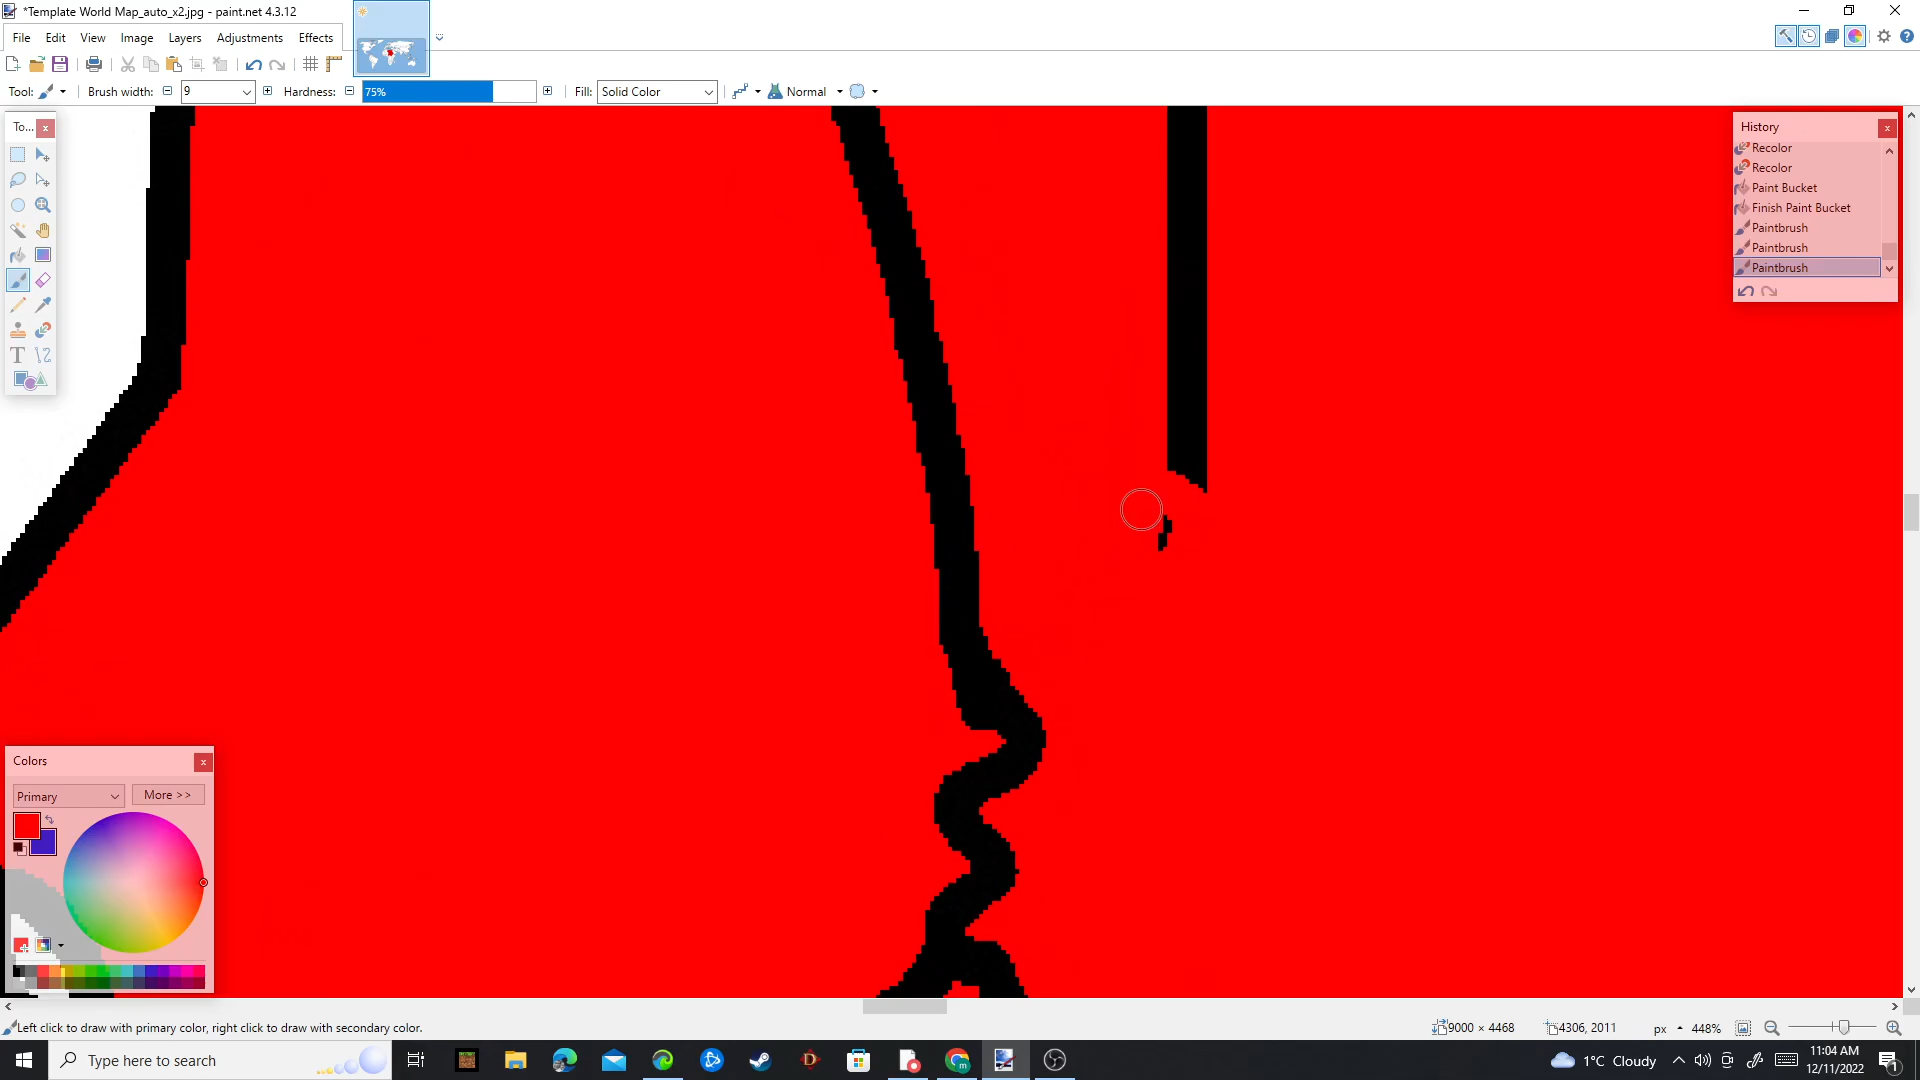 *Template World Map_auto_x2.jpg - paint.net 4.3.12
File Edit View Image Layers Adjustments Effects
Tool: Brush width: 9 Hardness: 75% Fill: Solid Color Normal
To...
History
Recolor
Recolor
Paint Bucket
Finish Paint Bucket
Paintbrush
Paintbrush
Paintbrush
Colors
Primary More >>
Left click to draw with primary color, right click to draw with secondary color.
9000 × 4468 4306, 2011 px 448%
Type here to search
1°C Cloudy
11:04 AM
12/11/2022
1